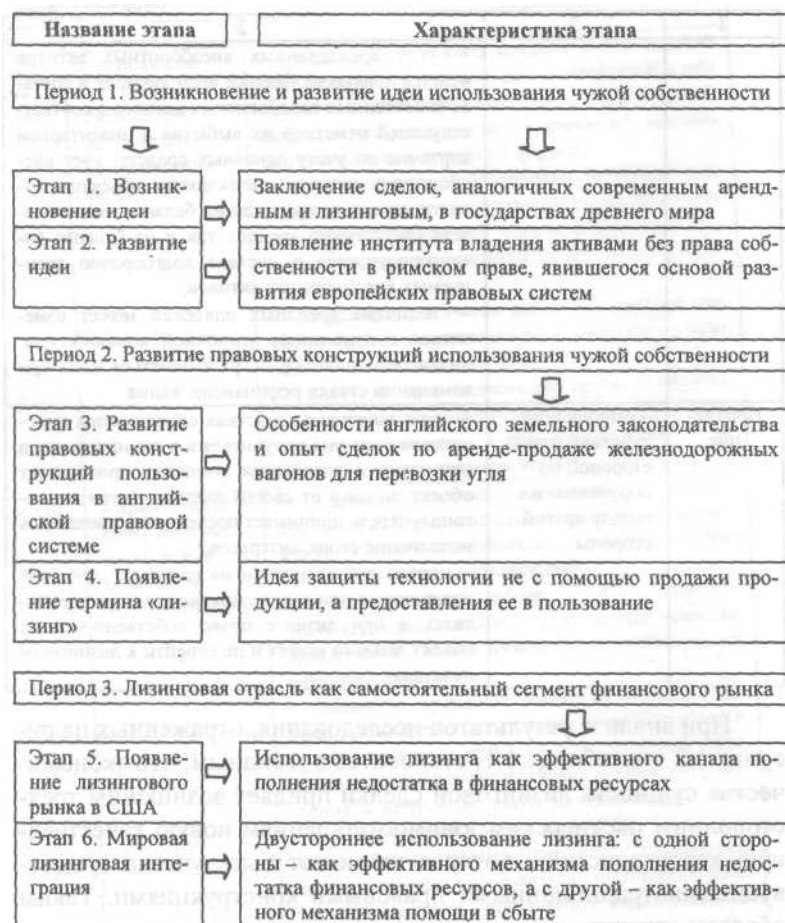 Название этапа
Характеристика этапа
Период 1. Возникновение и развитие идеи использования чужой собственности
Этап 1. Возник-
новение идеи
Заключение сделок, аналогичных современным аренд-
ным и лизинговым, в государствах древнего мира
Этап 2. Развитие
идеи
Появление института владения активами без права соб-
ственности в римском праве, явившегося основой раз-
вития европейских правовых систем
Период 2. Развитие правовых конструкций использования чужой собственности
Этап 3. Развитие
правовых конст-
рукций пользо-
вания в англий-
ской правовой
системе
Особенности английского земельного законодательства
и опыт сделок по аренде-продаже железнодорожных
вагонов для перевозки угля
Этап 4. Появле-
ние термина «ли-
зинг»
Идея защиты технологии не с помощью продажи про-
дукции, а предоставления ее в пользование
Период 3. Лизинговая отрасль как самостоятельный сегмент финансового рынка
Этап 5. Появле-
ние лизингового
рынка в США
Использование лизинга как эффективного канала по-
полнения недостатка в финансовых ресурсах
Этап 6. Мировая
лизинговая инте-
грация
Двустороннее использование лизинга: с одной сторо-
ны – как эффективного механизма пополнения недос-
татка финансовых ресурсов, а с другой – как эффектив-
ного механизма помощи в сбыте